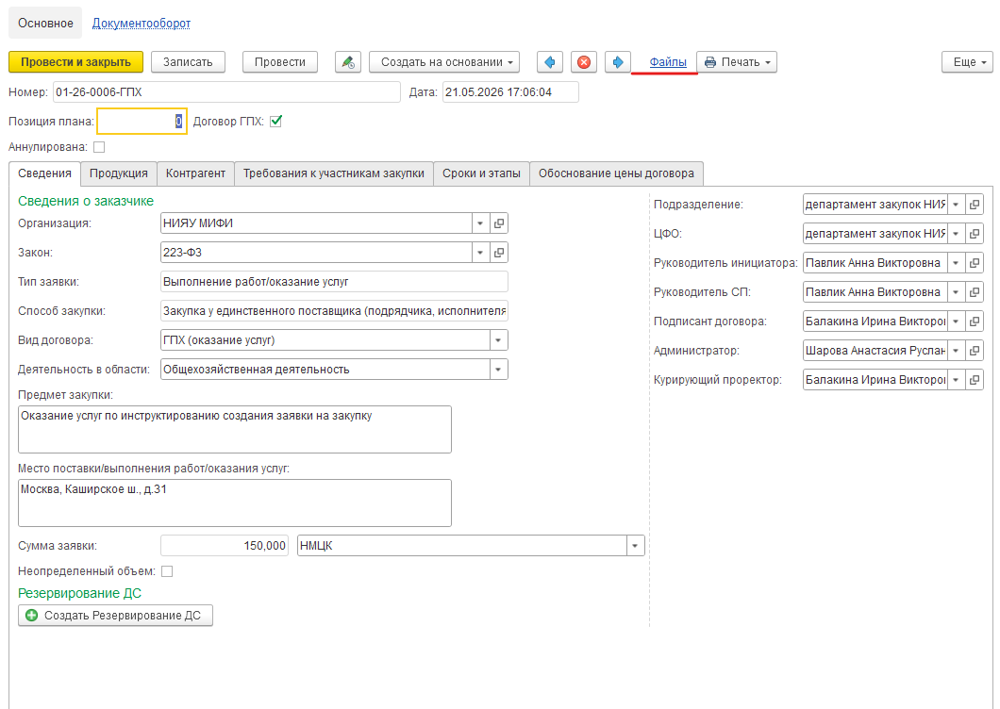 Основное Документооборот
Провести и закрыть Записать Провести Создать на основании Файлы Печать Еще
Номер: 01-26-0006-ГПХ Дата: 21.05.2026 17:06:04
Позиция плана: 0 Договор ГПХ:
Аннулирована:
Сведения Продукция Контрагент Требования к участникам закупки Сроки и этапы Обоснование цены договора
Сведения о заказчике
Организация: НИЯУ МИФИ
Закон: 223-ФЗ
Тип заявки: Выполнение работ/оказание услуг
Способ закупки: Закупка у единственного поставщика (подрядчика, исполнителя
Вид договора: ГПХ (оказание услуг)
Деятельность в области: Общехозяйственная деятельность
Предмет закупки:
Оказание услуг по инструктированию создания заявки на закупку
Место поставки/выполнения работ/оказания услуг:
Москва, Каширское ш., д.31
Сумма заявки: 150,000 НМЦК
Неопределенный объем:
Резервирование ДС
Создать Резервирование ДС
Подразделение: департамент закупок НИЯ
ЦФО: департамент закупок НИЯ
Руководитель инициатора: Павлик Анна Викторовна
Руководитель СП: Павлик Анна Викторовна
Подписант договора: Балакина Ирина Викторов
Администратор: Шарова Анастасия Руслан
Курирующий проректор: Балакина Ирина Викторов